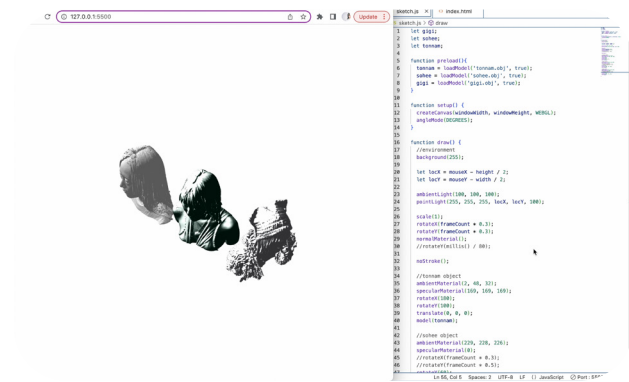 127.0.0.1:5500
Update
sketch.js
index.html
sketch.js > draw
1 let gigi;
2 let sohee;
3 let tonnam;
4
5 function preload(){
6 tonnam = loadModel('tonnam.obj', true);
7 sohee = loadModel('sohee.obj', true);
8 gigi = loadModel('gigi.obj', true);
9 }
10
11 function setup() {
12 createCanvas(windowWidth, windowHeight, WEBGL);
13 angleMode(DEGREES);
14 }
15
16 function draw() {
17 //environment
18 background(255);
19
20 let locX = mouseX - height / 2;
21 let locY = mouseY - width / 2;
22
23 ambientLight(100, 100, 100);
24 pointLight(255, 255, 255, locX, locY, 100);
25
26 scale(1);
27 rotateX(frameCount * 0.3);
28 rotateY(frameCount * 0.3);
29 normalMaterial();
30 //rotateY(millis() / 80);
31
32 noStroke();
33
34 //tonnam object
35 ambientMaterial(2, 48, 32);
36 specularMaterial(169, 169, 169);
37 rotateX(100);
38 rotateY(100);
39 translate(0, 0, 0);
40 model(tonnam);
41
42 //sohee object
43 ambientMaterial(229, 228, 226);
44 specularMaterial(0);
45 //rotateX(frameCount * 0.3);
46 //rotateY(frameCount * 0.5);
Ln 56, Col 5 Spaces: 2 UTF-8 LF {} JavaScript Port :